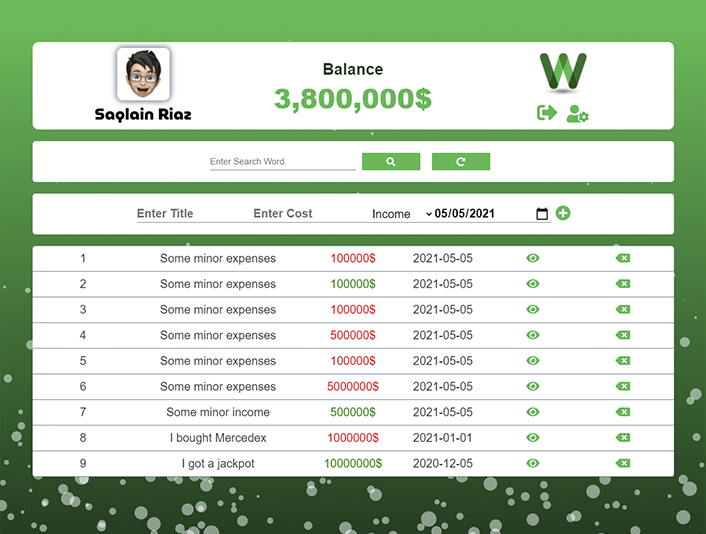 Balance
3,800,000$
Saqlain Riaz
Enter Search Word.
Enter Title Enter Cost Income 05/05/2021
1 Some minor expenses 100000$ 2021-05-05
2 Some minor expenses 100000$ 2021-05-05
3 Some minor expenses 100000$ 2021-05-05
4 Some minor expenses 500000$ 2021-05-05
5 Some minor expenses 100000$ 2021-05-05
6 Some minor expenses 5000000$ 2021-05-05
7 Some minor income 500000$ 2021-05-05
8 I bought Mercedex 1000000$ 2021-01-01
9 I got a jackpot 10000000$ 2020-12-05